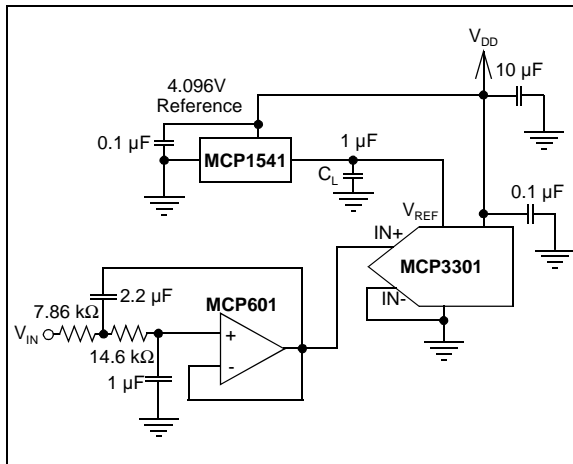 V_DD
10 µF
4.096V
Reference
0.1 µF
1 µF
MCP1541
C_L
0.1 µF
V_REF
IN+
MCP3301
2.2 µF
MCP601
IN-
7.86 kΩ
V_IN
+
14.6 kΩ
-
1 µF